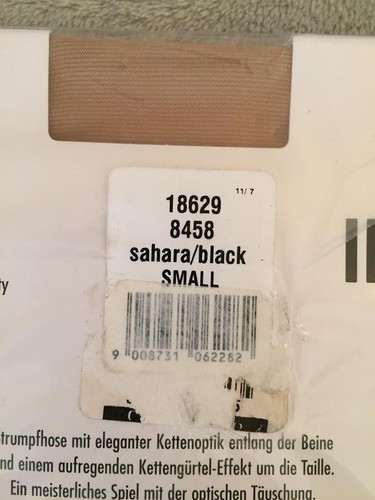 11/ 7
18629
8458
sahara/black
SMALL
ty
9 008731 062282
trumpfhose mit eleganter Kettenoptik entlang der Beine
nd einem aufregenden Kettengürtel-Effekt um die Taille.
Ein meisterliches Spiel mit der optischen Täuschung.